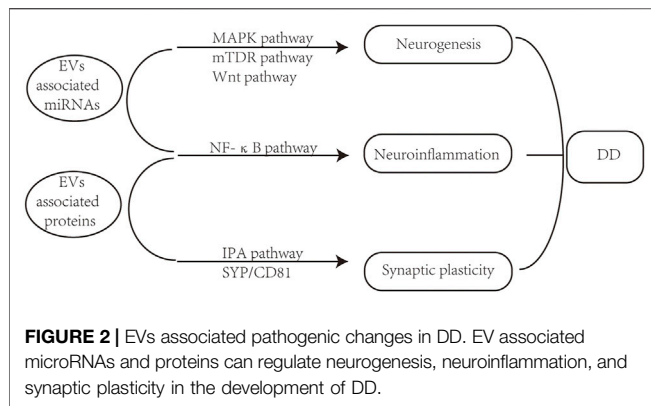 MAPK pathway
mTDR pathway
Wnt pathway
Neurogenesis
EVs
associated
miRNAs
NF- κ B pathway
Neuroinflammation
DD
EVs
associated
proteins
IPA pathway
SYP/CD81
Synaptic plasticity
FIGURE 2 | EVs associated pathogenic changes in DD. EV associated
microRNAs and proteins can regulate neurogenesis, neuroinflammation, and
synaptic plasticity in the development of DD.